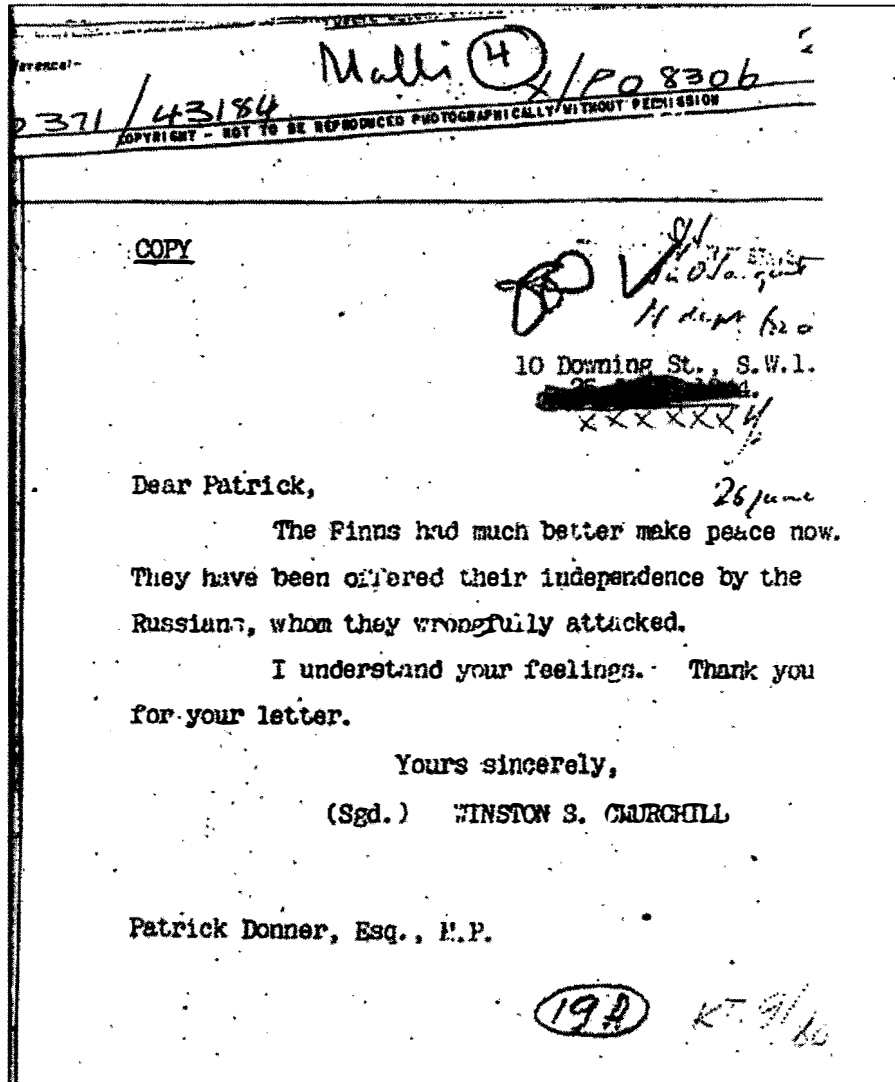 Malli 4
371/43184 X/PO 8306
COPYRIGHT - NOT TO BE REPRODUCED PHOTOGRAPHICALLY WITHOUT PERMISSION
COPY
10 Downing St., S.W.1.
x x x x x x
26 June
Dear Patrick,
The Finns had much better make peace now.
They have been offered their independence by the
Russians, whom they wrongfully attacked.
I understand your feelings. Thank you
for your letter.
Yours sincerely,
(Sgd.) WINSTON S. CHURCHILL
Patrick Donner, Esq., M.P.
19A